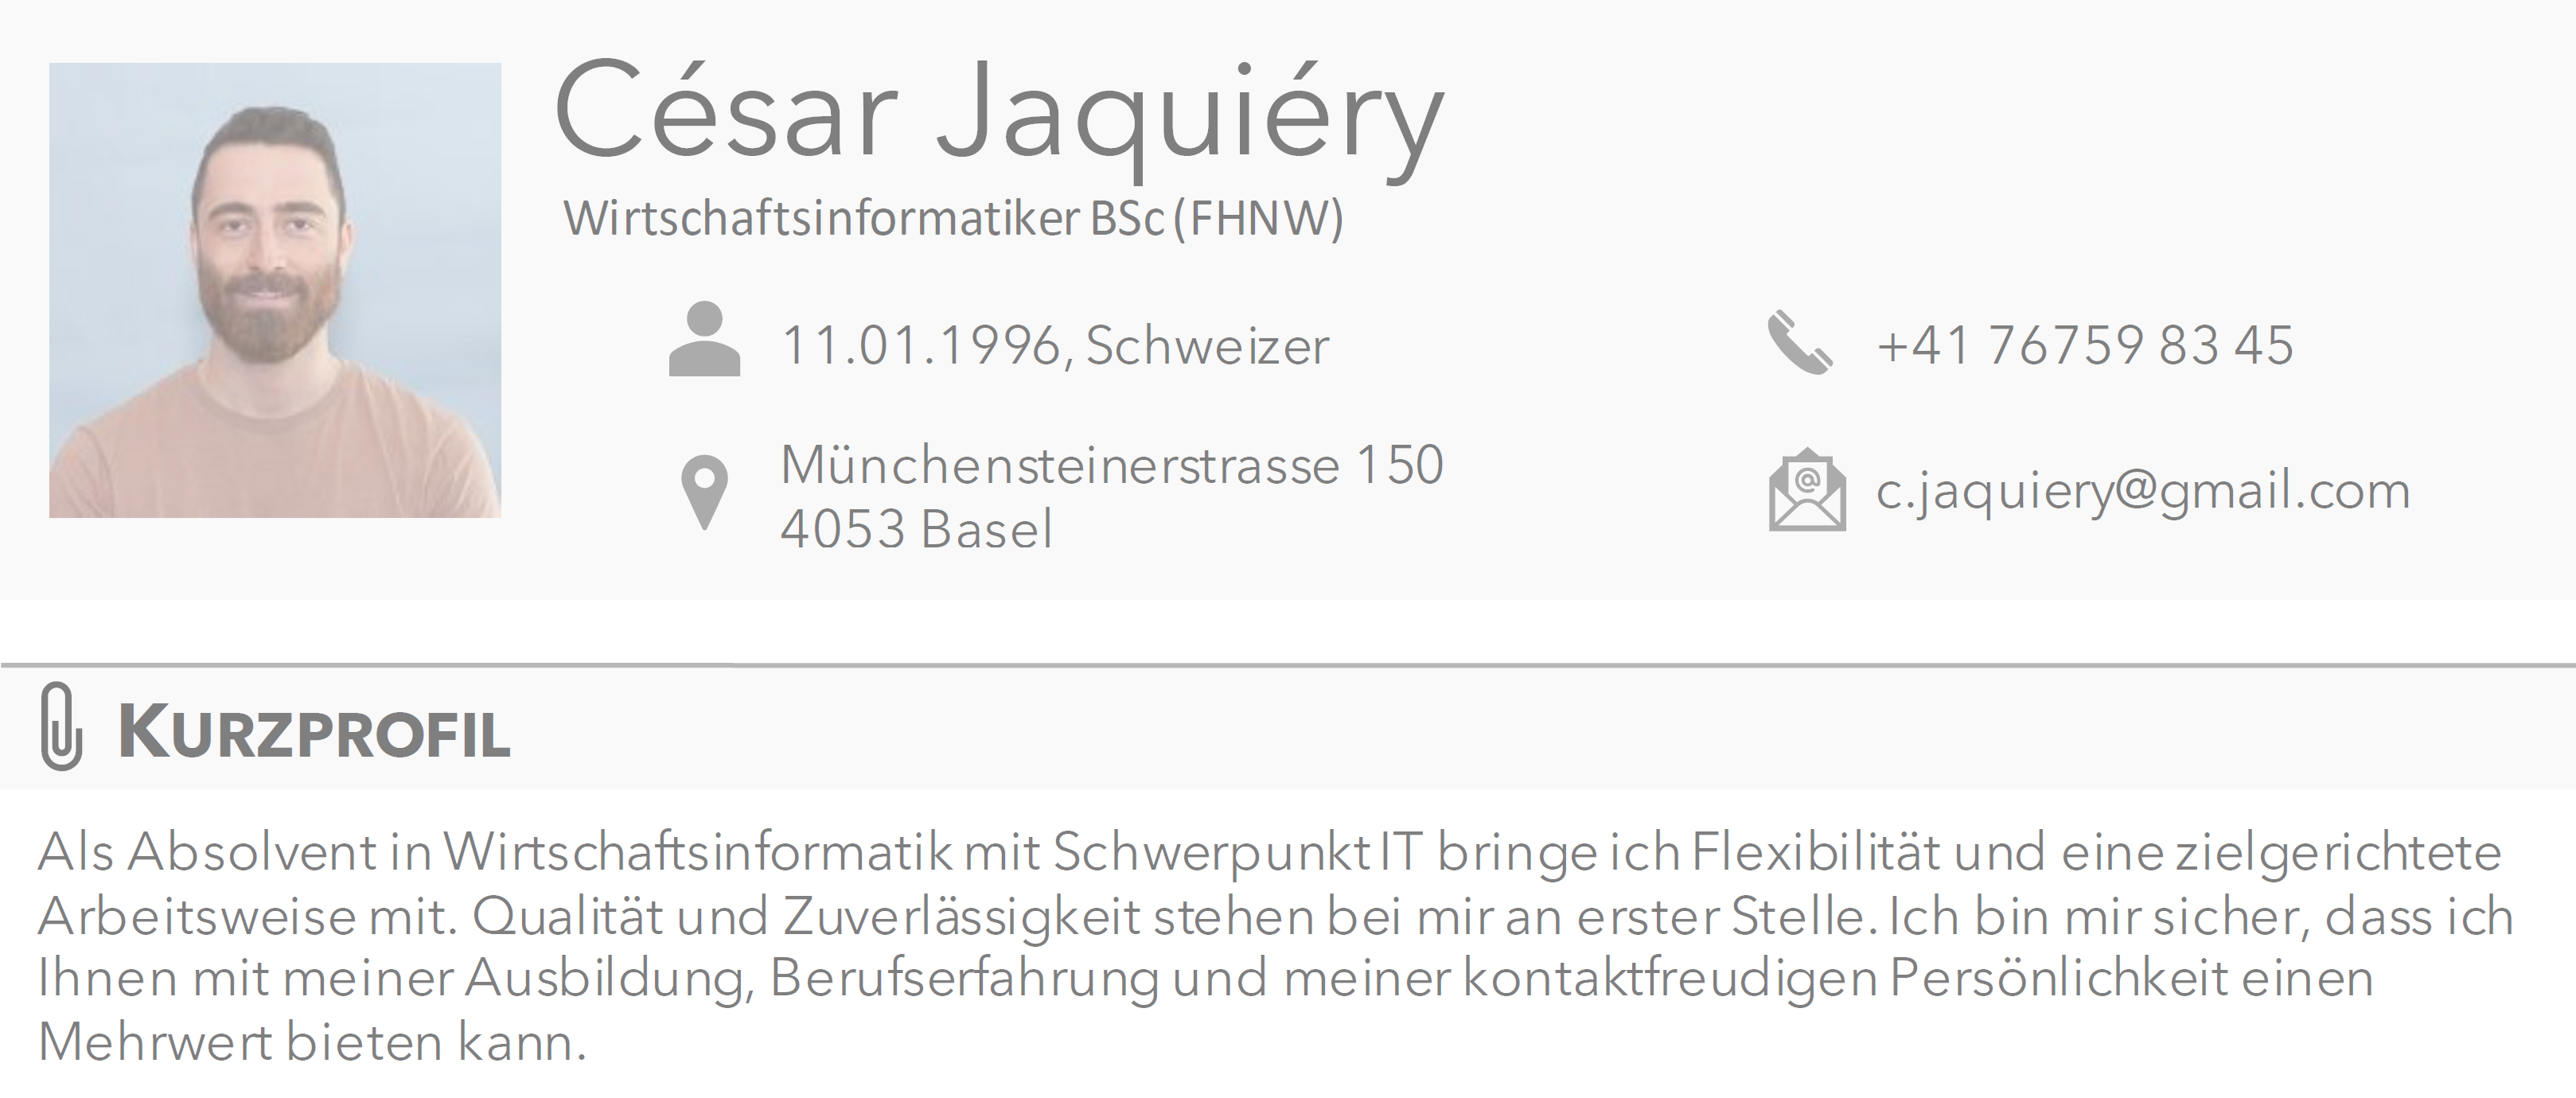 César Jaquiéry
Wirtschaftsinformatiker BSc (FHNW)
11.01.1996, Schweizer
+41 76 759 83 45
Münchensteinerstrasse 150
4053 Basel
c.jaquiery@gmail.com
KURZPROFIL
Als Absolvent in Wirtschaftsinformatik mit Schwerpunkt IT bringe ich Flexibilität und eine zielgerichtete
Arbeitsweise mit. Qualität und Zuverlässigkeit stehen bei mir an erster Stelle. Ich bin mir sicher, dass ich
Ihnen mit meiner Ausbildung, Berufserfahrung und meiner kontaktfreudigen Persönlichkeit einen
Mehrwert bieten kann.